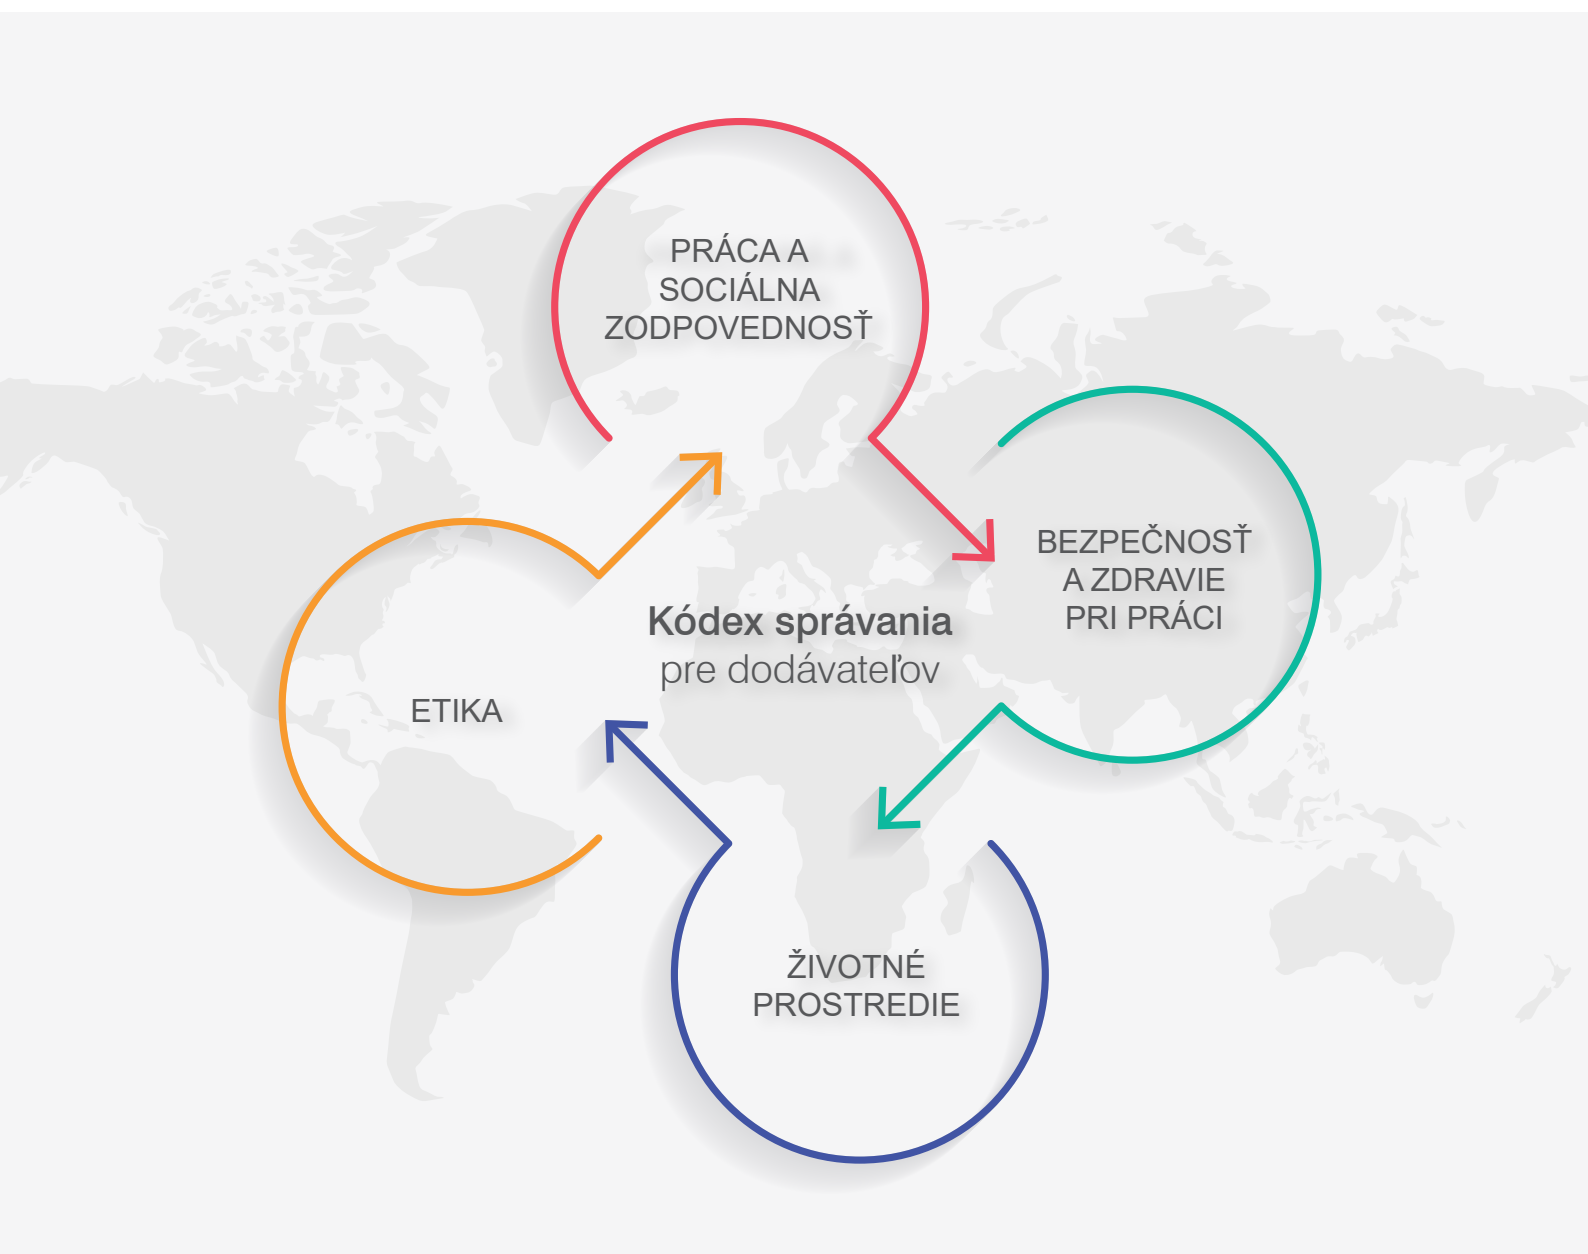 PRÁCA A
SOCIÁLNA
ZODPOVEDNOSŤ
BEZPEČNOSŤ
A ZDRAVIE
PRI PRÁCI
Kódex správania
pre dodávateľov
ETIKA
ŽIVOTNÉ
PROSTREDIE